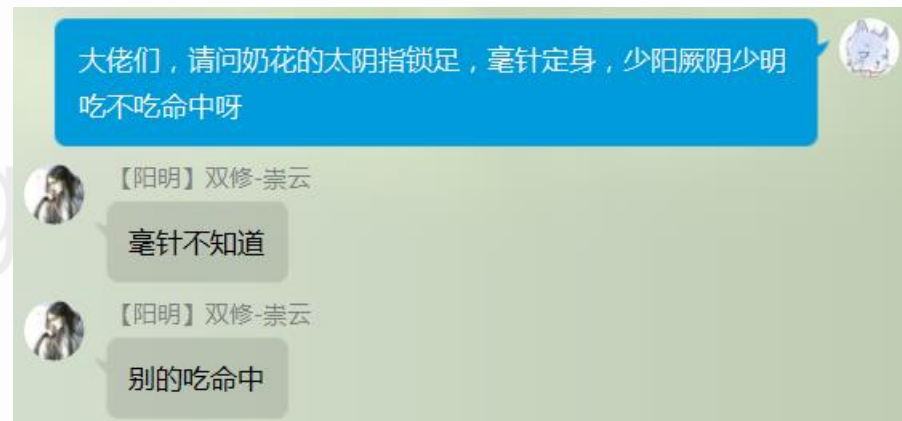 大佬们，请问奶花的太阴指锁足，毫针定身，少阳厥阴少明
吃不吃命中呀
【阳明】双修-崇云
毫针不知道
【阳明】双修-崇云
别的吃命中